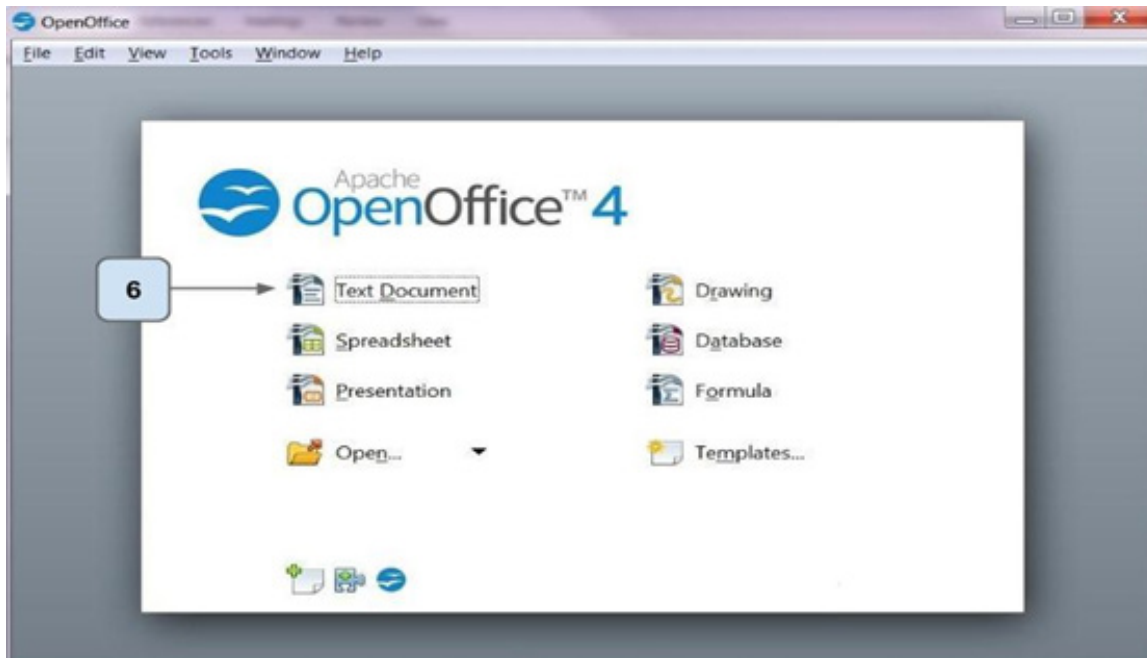 OpenOffice
File Edit View Tools Window Help
Apache
OpenOffice™ 4
6
Text Document
Drawing
Spreadsheet
Database
Presentation
Formula
Open...
Templates...